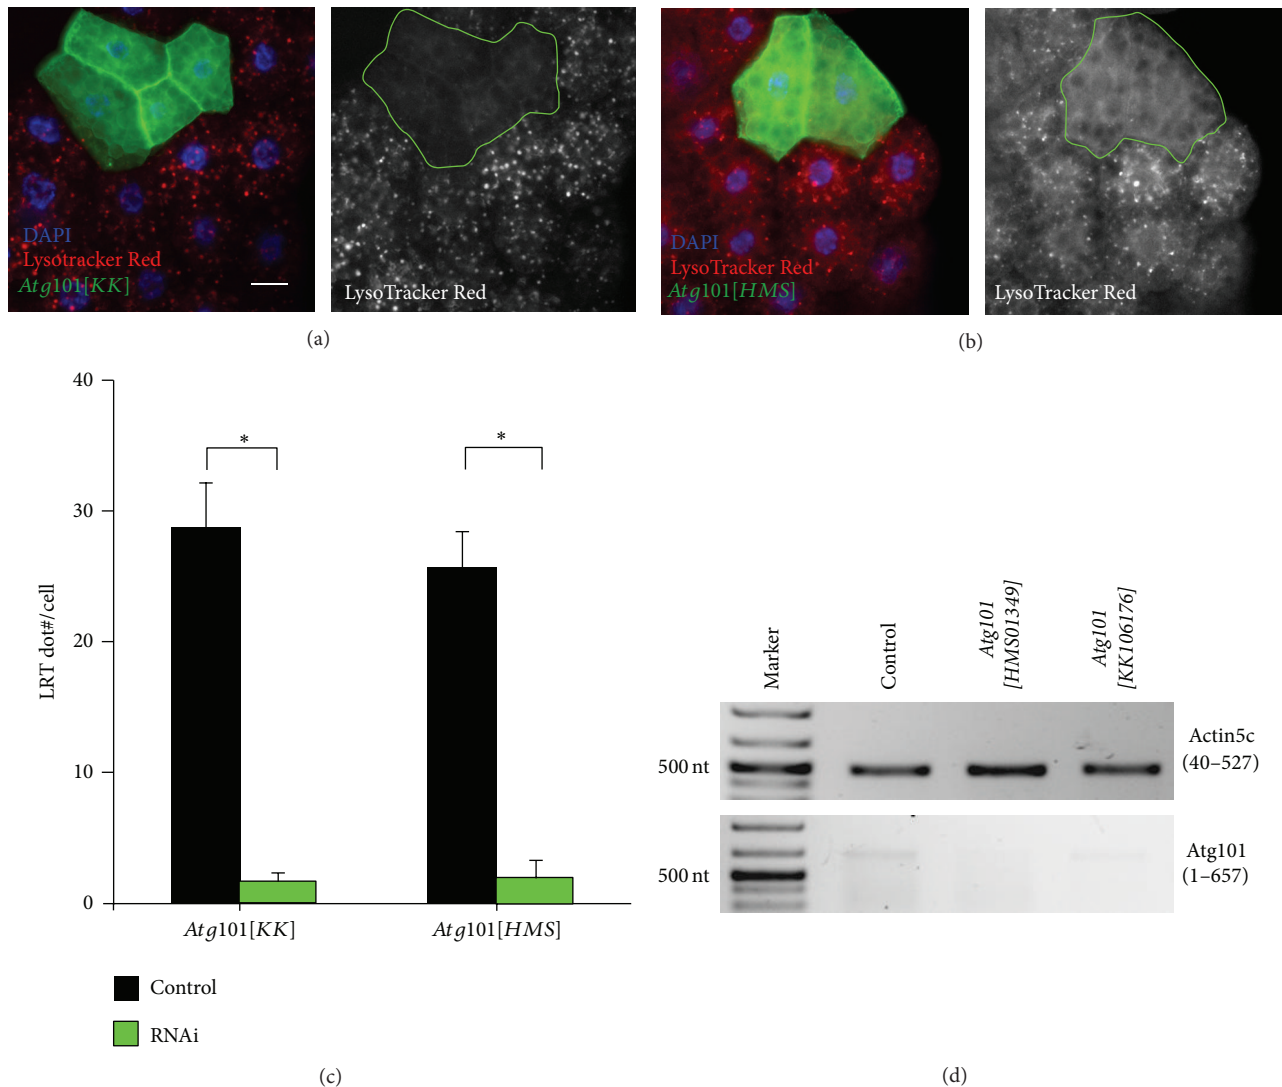 DAPI
Lysotracker Red
Atg101[KK]
LysoTracker Red
(a)
DAPI
LysoTracker Red
Atg101[HMS]
LysoTracker Red
(b)
40
30
20
10
0
LRT dot#/cell
*
*
Atg101[KK]
Atg101[HMS]
Control
RNAi
(c)
Marker
Control
Atg101
[HMS01349]
Atg101
[KK106176]
500 nt
Actin5c
(40–527)
500 nt
Atg101
(1–657)
(d)